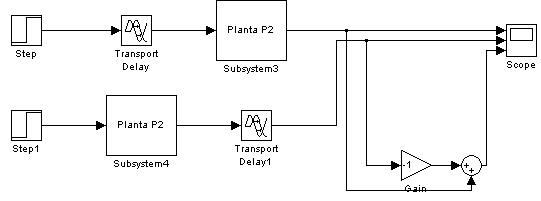 Step
Transport
Delay
Planta P2
Subsystem3
Scope
Step1
Planta P2
Subsystem4
Transport
Delay1
-1
Gain
+
+